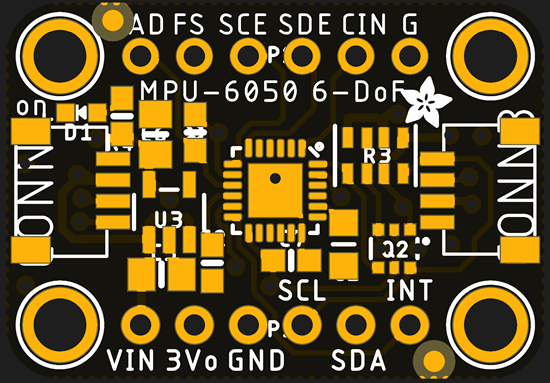 AD FS SCE SDE CIN G
MPU-6050 6-DoF
on
D1
R3
U3
Q2
SCL INT
VIN 3Vo GND SDA